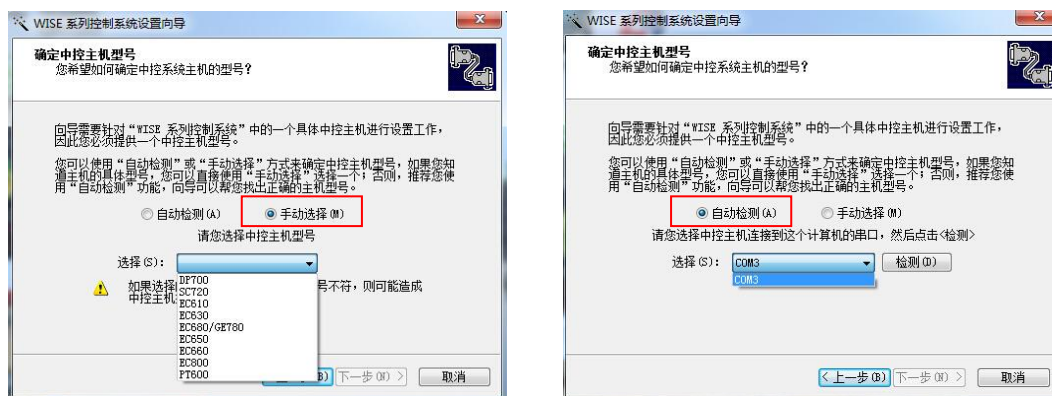 WISE 系列控制系统设置向导
确定中控主机型号
您希望如何确定中控系统主机的型号?
向导需要针对“WISE 系列控制系统”中的一个具体中控主机进行设置工作，
因此您必须提供一个中控主机型号。
您可以使用“自动检测”或“手动选择”方式来确定中控主机型号，如果您知
道主机的具体型号，您可以直接使用“手动选择”选择一个；否则，推荐您使
用“自动检测”功能，向导可以帮您找出正确的主机型号。
自动检测(A) 手动选择(M)
请您选择中控主机型号
选择(S):
DP700
如果选择 号不符，则可能造成
SC720
中控主机
EC610
EC630
EC680/GE780
EC650
EC660
EC800
PT600
B) 下一步(N) > 取消
WISE 系列控制系统设置向导
确定中控主机型号
您希望如何确定中控系统主机的型号?
向导需要针对“WISE 系列控制系统”中的一个具体中控主机进行设置工作，
因此您必须提供一个中控主机型号。
您可以使用“自动检测”或“手动选择”方式来确定中控主机型号，如果您知
道主机的具体型号，您可以直接使用“手动选择”选择一个；否则，推荐您使
用“自动检测”功能，向导可以帮您找出正确的主机型号。
自动检测(A) 手动选择(M)
请您选择中控主机连接到这个计算机的串口，然后点击<检测>
选择(S): COM3 检测(D)
COM3
< 上一步(B) 下一步(N) > 取消